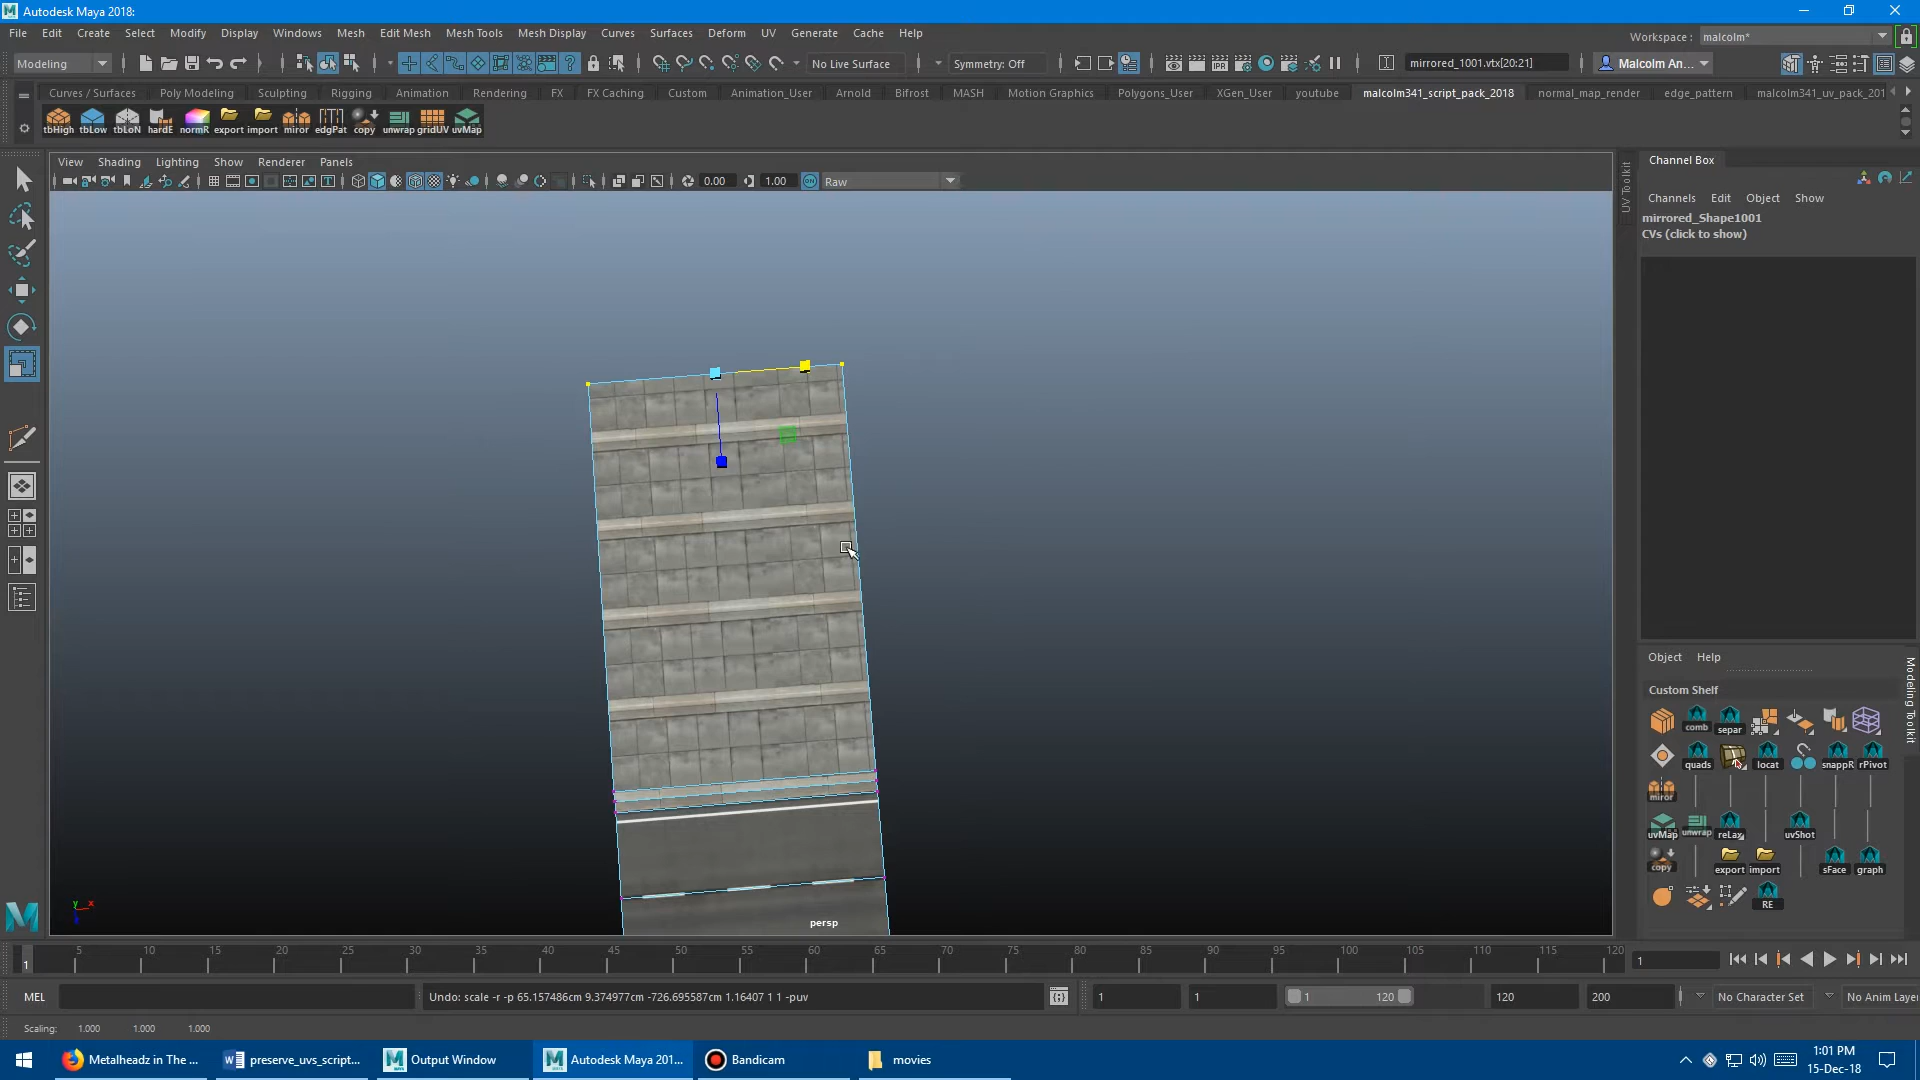 Autodesk Maya 2018:
File Edit Create Select Modify Display Windows Mesh Edit Mesh Mesh Tools Mesh Display Curves Surfaces Deform UV Generate Cache Help
Workspace : malcolm*
Modeling
No Live Surface
Symmetry: Off
mirrored_1001.vtx[20:21]
Malcolm An...
Curves / Surfaces Poly Modeling Sculpting Rigging Animation Rendering FX FX Caching Custom Animation_User Arnold Bifrost MASH Motion Graphics Polygons_User XGen_User youtube malcolm341_script_pack_2018 normal_map_render edge_pattern malcolm341_uv_pack_201
tbHigh tbLow tbLoN hardE normR export import miror edgPat copy unwrap gridUV uvMap
View Shading Lighting Show Renderer Panels
0.00 1.00 Raw
UV Toolkit
Channel Box
Channels Edit Object Show
mirrored_Shape1001
CVs (click to show)
Object Help
Custom Shelf
comb separ
quads locat snappR rPivot
miror
uvMap unwrap reLax uvShot
copy export import sFace graph
RE
Modeling Toolkit
y x
persp
5 10 15 20 25 30 35 40 45 50 55 60 65 70 75 80 85 90 95 100 105 110 115 120
1
1
MEL
Undo: scale -r -p 65.157486cm 9.374977cm -726.695587cm 1.16407 1 1 -puv
1 1 1 120 120 200 No Character Set No Anim Layer
Scaling: 1.000 1.000 1.000
Metalheadz in The ... preserve_uvs_script... Output Window Autodesk Maya 201... Bandicam movies
1:01 PM
15-Dec-18